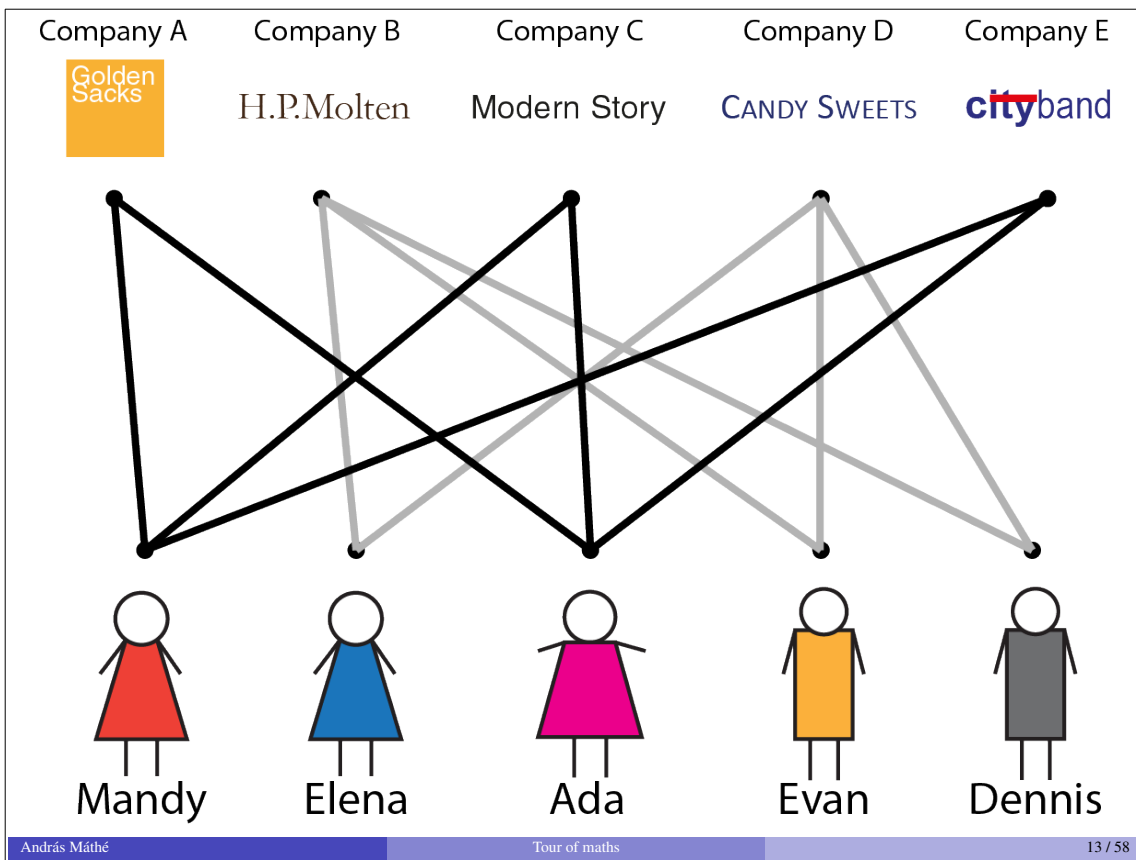 Company A Company B Company C Company D Company E
Golden
Sacks
H.P.Molten Modern Story CANDY SWEETS cityband
Mandy Elena Ada Evan Dennis
András Máthé Tour of maths 13 / 58